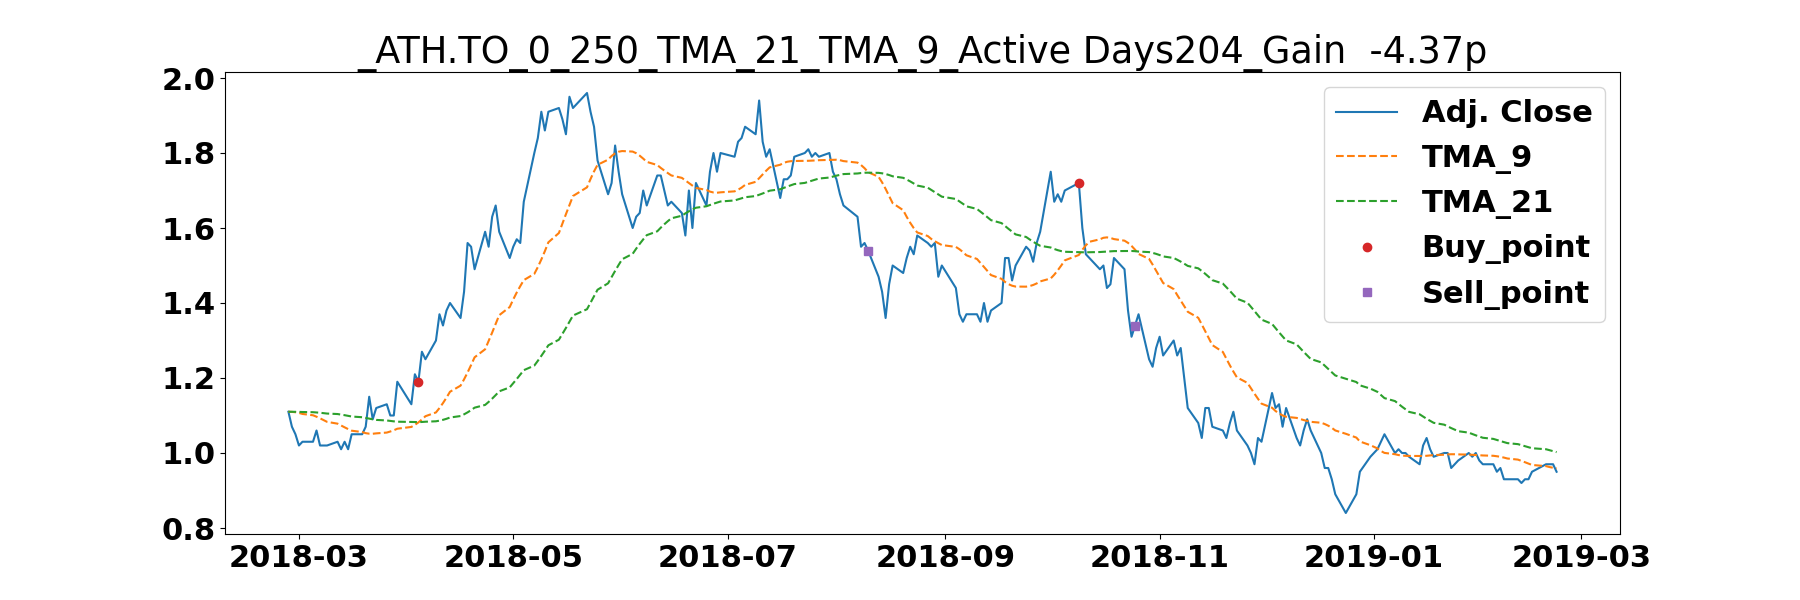 _ATH.TO_0_250_TMA_21_TMA_9_Active Days204_Gain  -4.37p
2.0
1.8
1.6
1.4
1.2
1.0
0.8
Adj. Close
TMA_9
TMA_21
Buy_point
Sell_point
2018-03 2018-05 2018-07 2018-09 2018-11 2019-01 2019-03